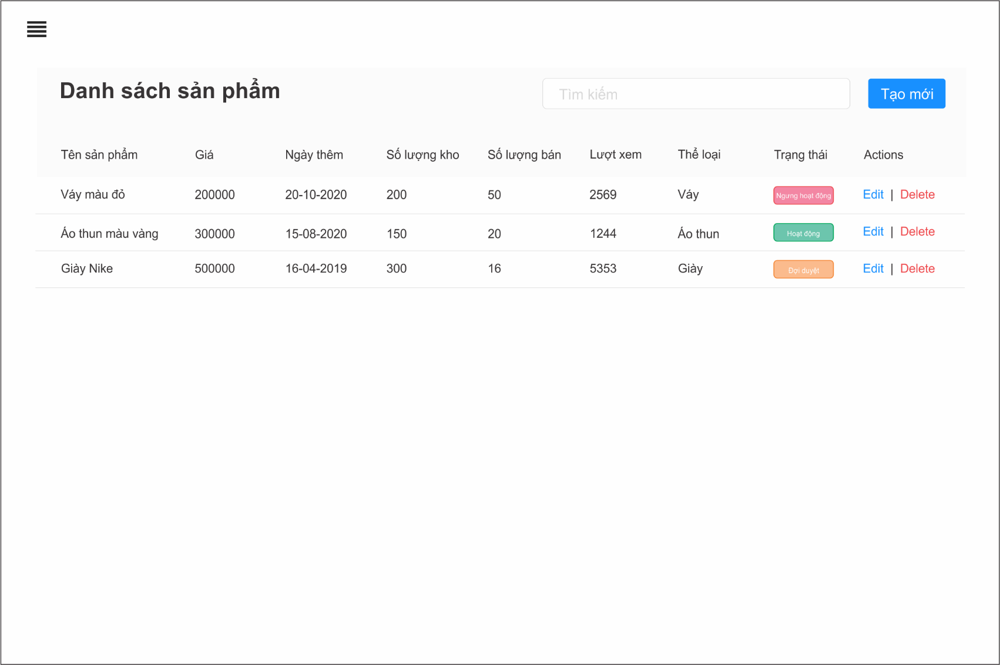 Danh sách sản phẩm
Tìm kiếm
Tạo mới
Tên sản phẩm Giá Ngày thêm Số lượng kho Số lượng bán Lượt xem Thể loại Trạng thái Actions
Váy màu đỏ 200000 20-10-2020 200 50 2569 Váy Ngưng hoạt động Edit | Delete
Áo thun màu vàng 300000 15-08-2020 150 20 1244 Áo thun Hoạt động Edit | Delete
Giày Nike 500000 16-04-2019 300 16 5353 Giày Đợi duyệt Edit | Delete